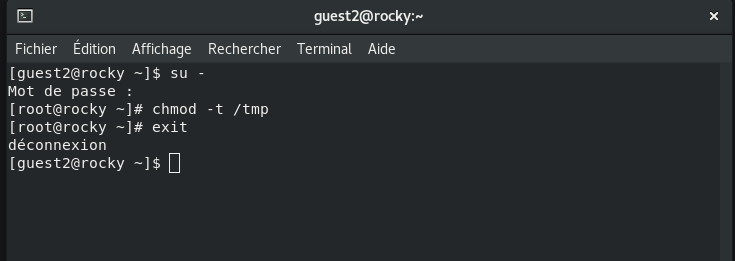 guest2@rocky:~
Fichier Édition Affichage Rechercher Terminal Aide
[guest2@rocky ~]$ su -
Mot de passe :
[root@rocky ~]# chmod -t /tmp
[root@rocky ~]# exit
déconnexion
[guest2@rocky ~]$